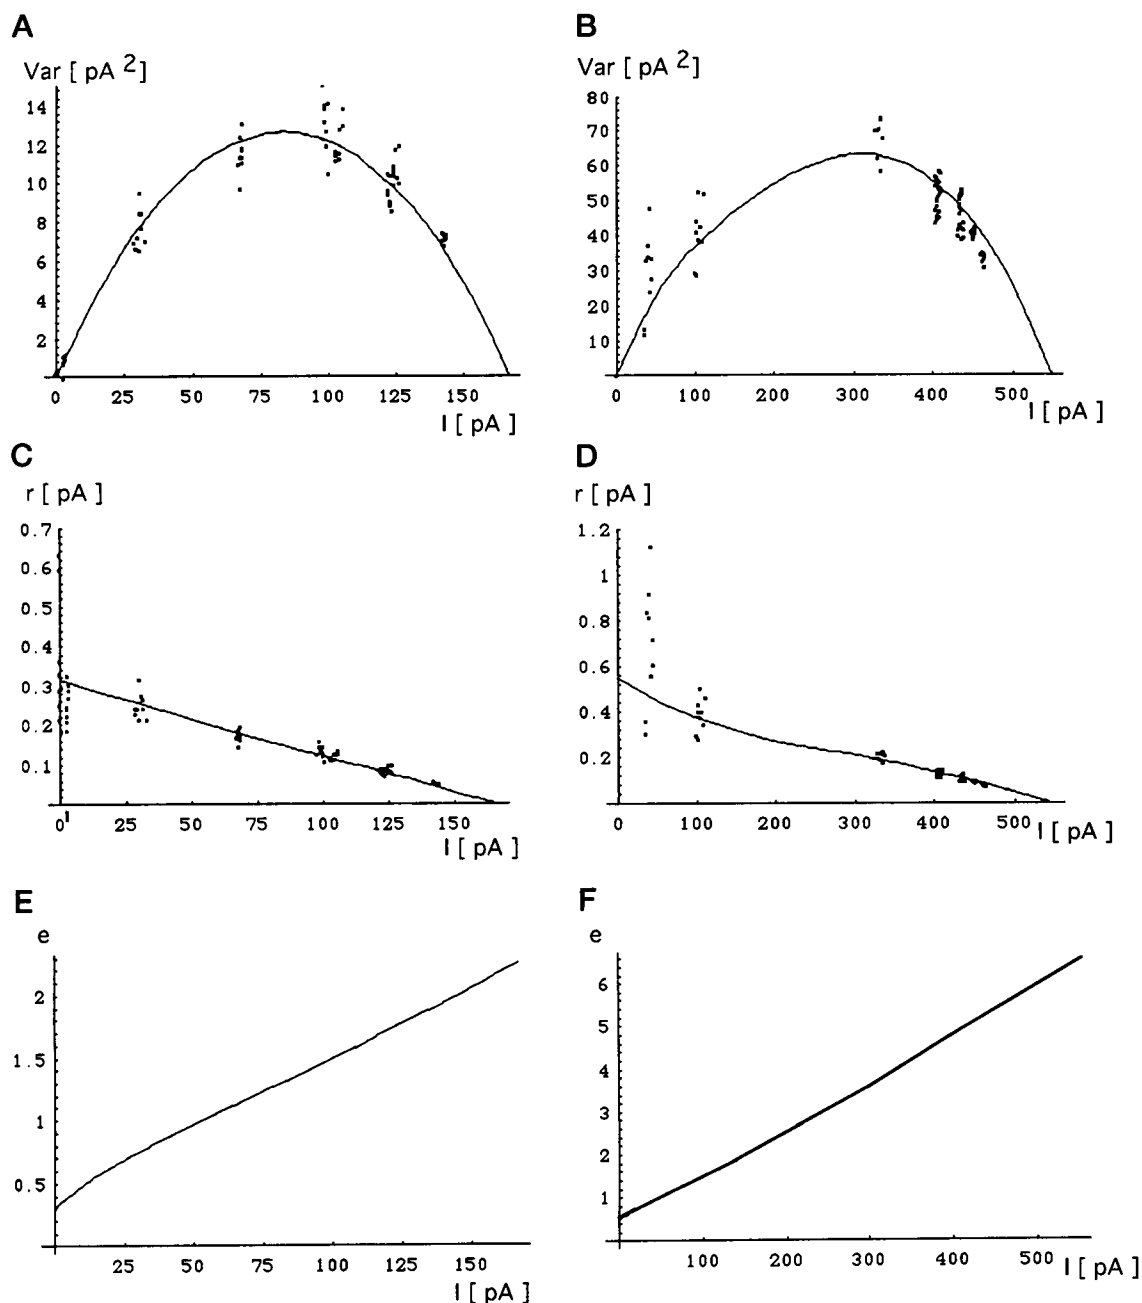 A
Var [ pA 2 ]
14
12
10
8
6
4
2
0 25 50 75 100 125 150
I [ pA ]
B
Var [ pA 2 ]
80
70
60
50
40
30
20
10
0 100 200 300 400 500
I [ pA ]
C
r [ pA ]
0.7
0.6
0.5
0.4
0.3
0.2
0.1
0 25 50 75 100 125 150
I [ pA ]
D
r [ pA ]
1.2
1
0.8
0.6
0.4
0.2
0 100 200 300 400 500
I [ pA ]
E
e
2
1.5
1
0.5
25 50 75 100 125 150
I [ pA ]
F
e
6
5
4
3
2
1
100 200 300 400 500
I [ pA ]